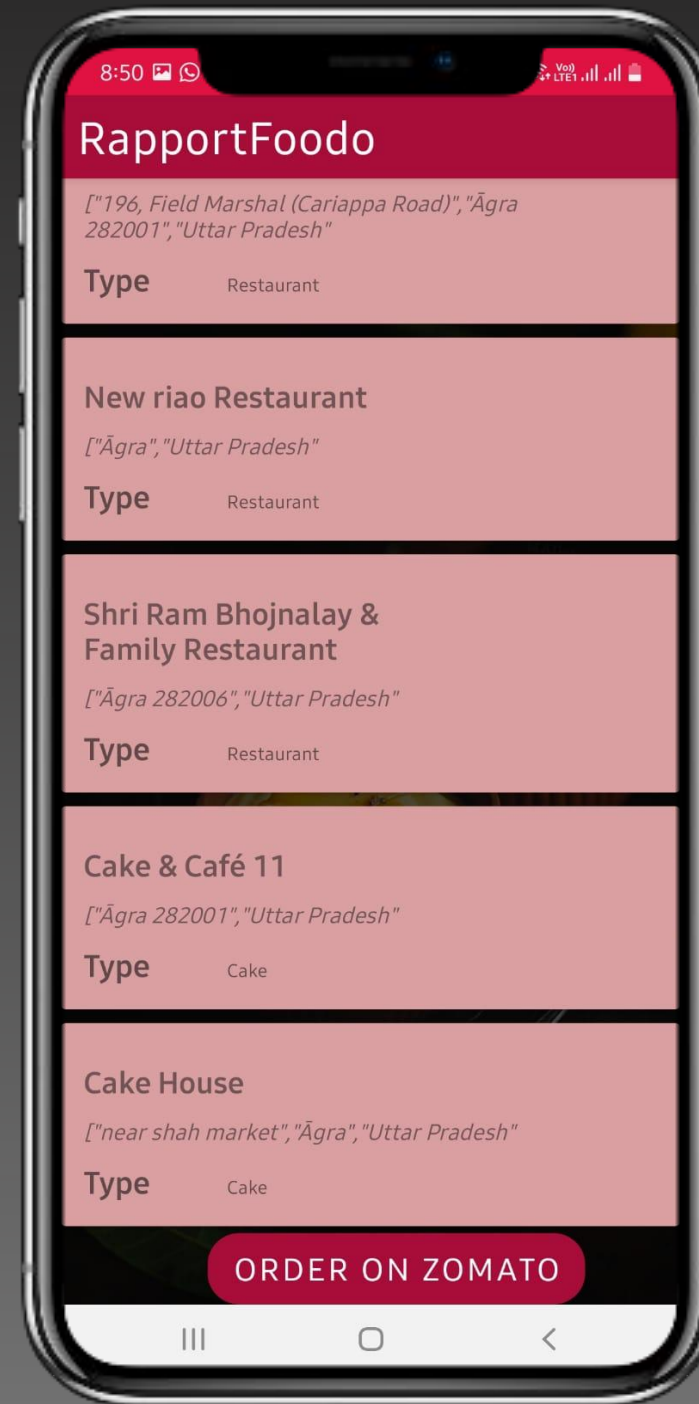 8:50
Vo))
LTE1
RapportFoodo
["196, Field Marshal (Cariappa Road)","Āgra
282001","Uttar Pradesh"
Type Restaurant
New riao Restaurant
["Āgra","Uttar Pradesh"
Type Restaurant
Shri Ram Bhojnalay &
Family Restaurant
["Āgra 282006","Uttar Pradesh"
Type Restaurant
Cake & Café 11
["Āgra 282001","Uttar Pradesh"
Type Cake
Cake House
["near shah market","Āgra","Uttar Pradesh"
Type Cake
ORDER ON ZOMATO